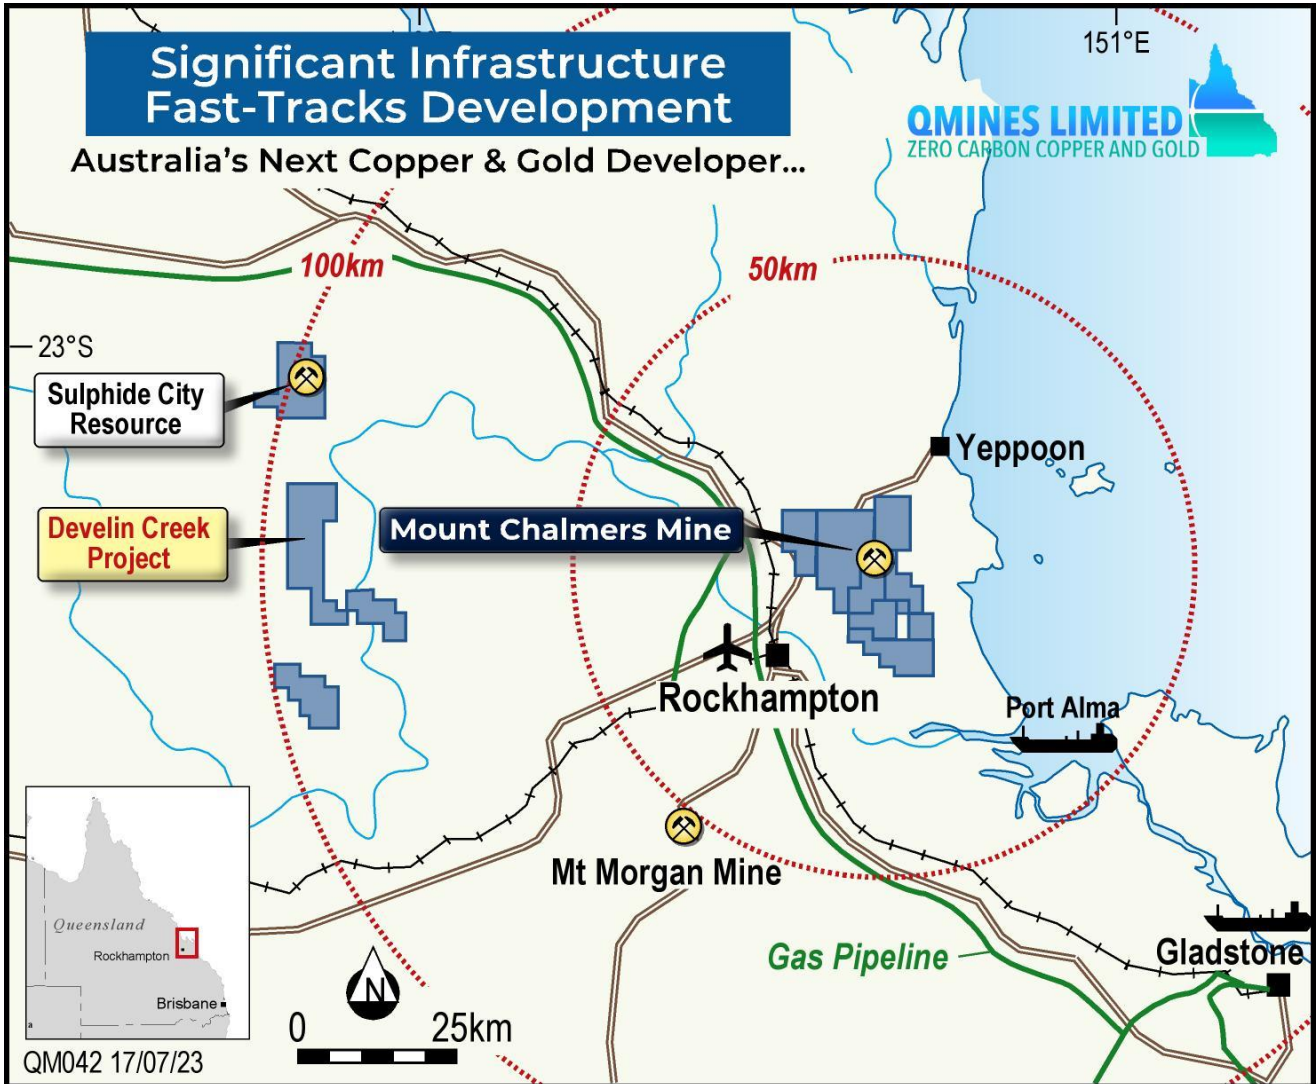 151°E
Significant Infrastructure
Fast-Tracks Development
Australia's Next Copper & Gold Developer...
QMINES LIMITED
ZERO CARBON COPPER AND GOLD
100km
50km
23°S
Sulphide City
Resource
Yeppoon
Develin Creek
Project
Mount Chalmers Mine
Rockhampton
Port Alma
Mt Morgan Mine
Queensland
Rockhampton
Brisbane
Gas Pipeline
Gladstone
N
0 25km
QM042 17/07/23